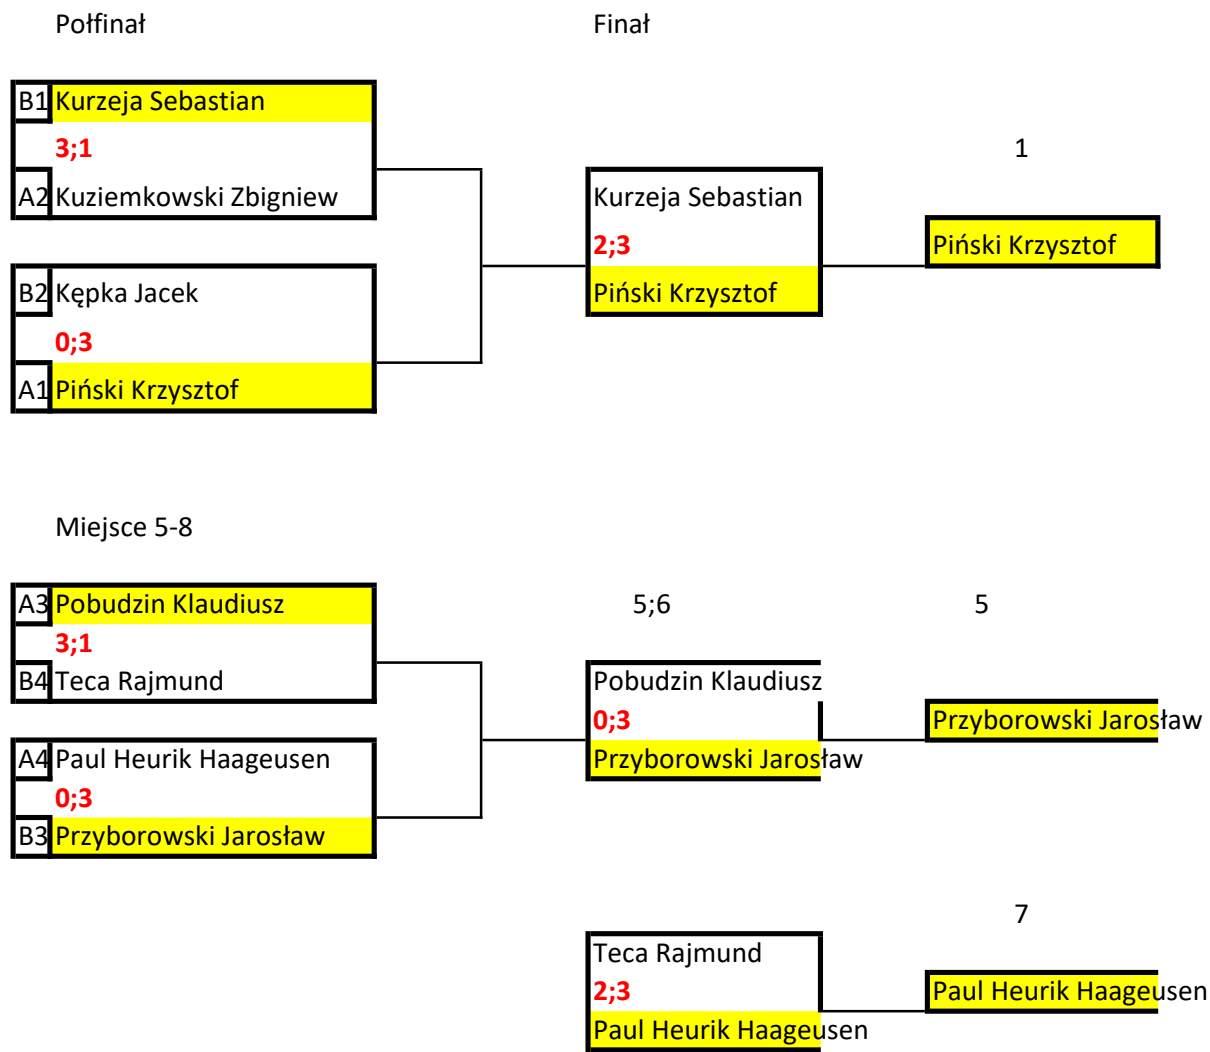 Połfinał
Finał
B1 Kurzeja Sebastian
3;1
A2 Kuziemkowski Zbigniew
B2 Kępka Jacek
0;3
A1 Piński Krzysztof
Kurzeja Sebastian
2;3
Piński Krzysztof
1
Piński Krzysztof
Miejsce 5-8
A3 Pobudzin Klaudiusz
3;1
B4 Teca Rajmund
A4 Paul Heurik Haageusen
0;3
B3 Przyborowski Jarosław
5;6
Pobudzin Klaudiusz
0;3
Przyborowski Jarosław
5
Przyborowski Jarosław
Teca Rajmund
2;3
Paul Heurik Haageusen
7
Paul Heurik Haageusen